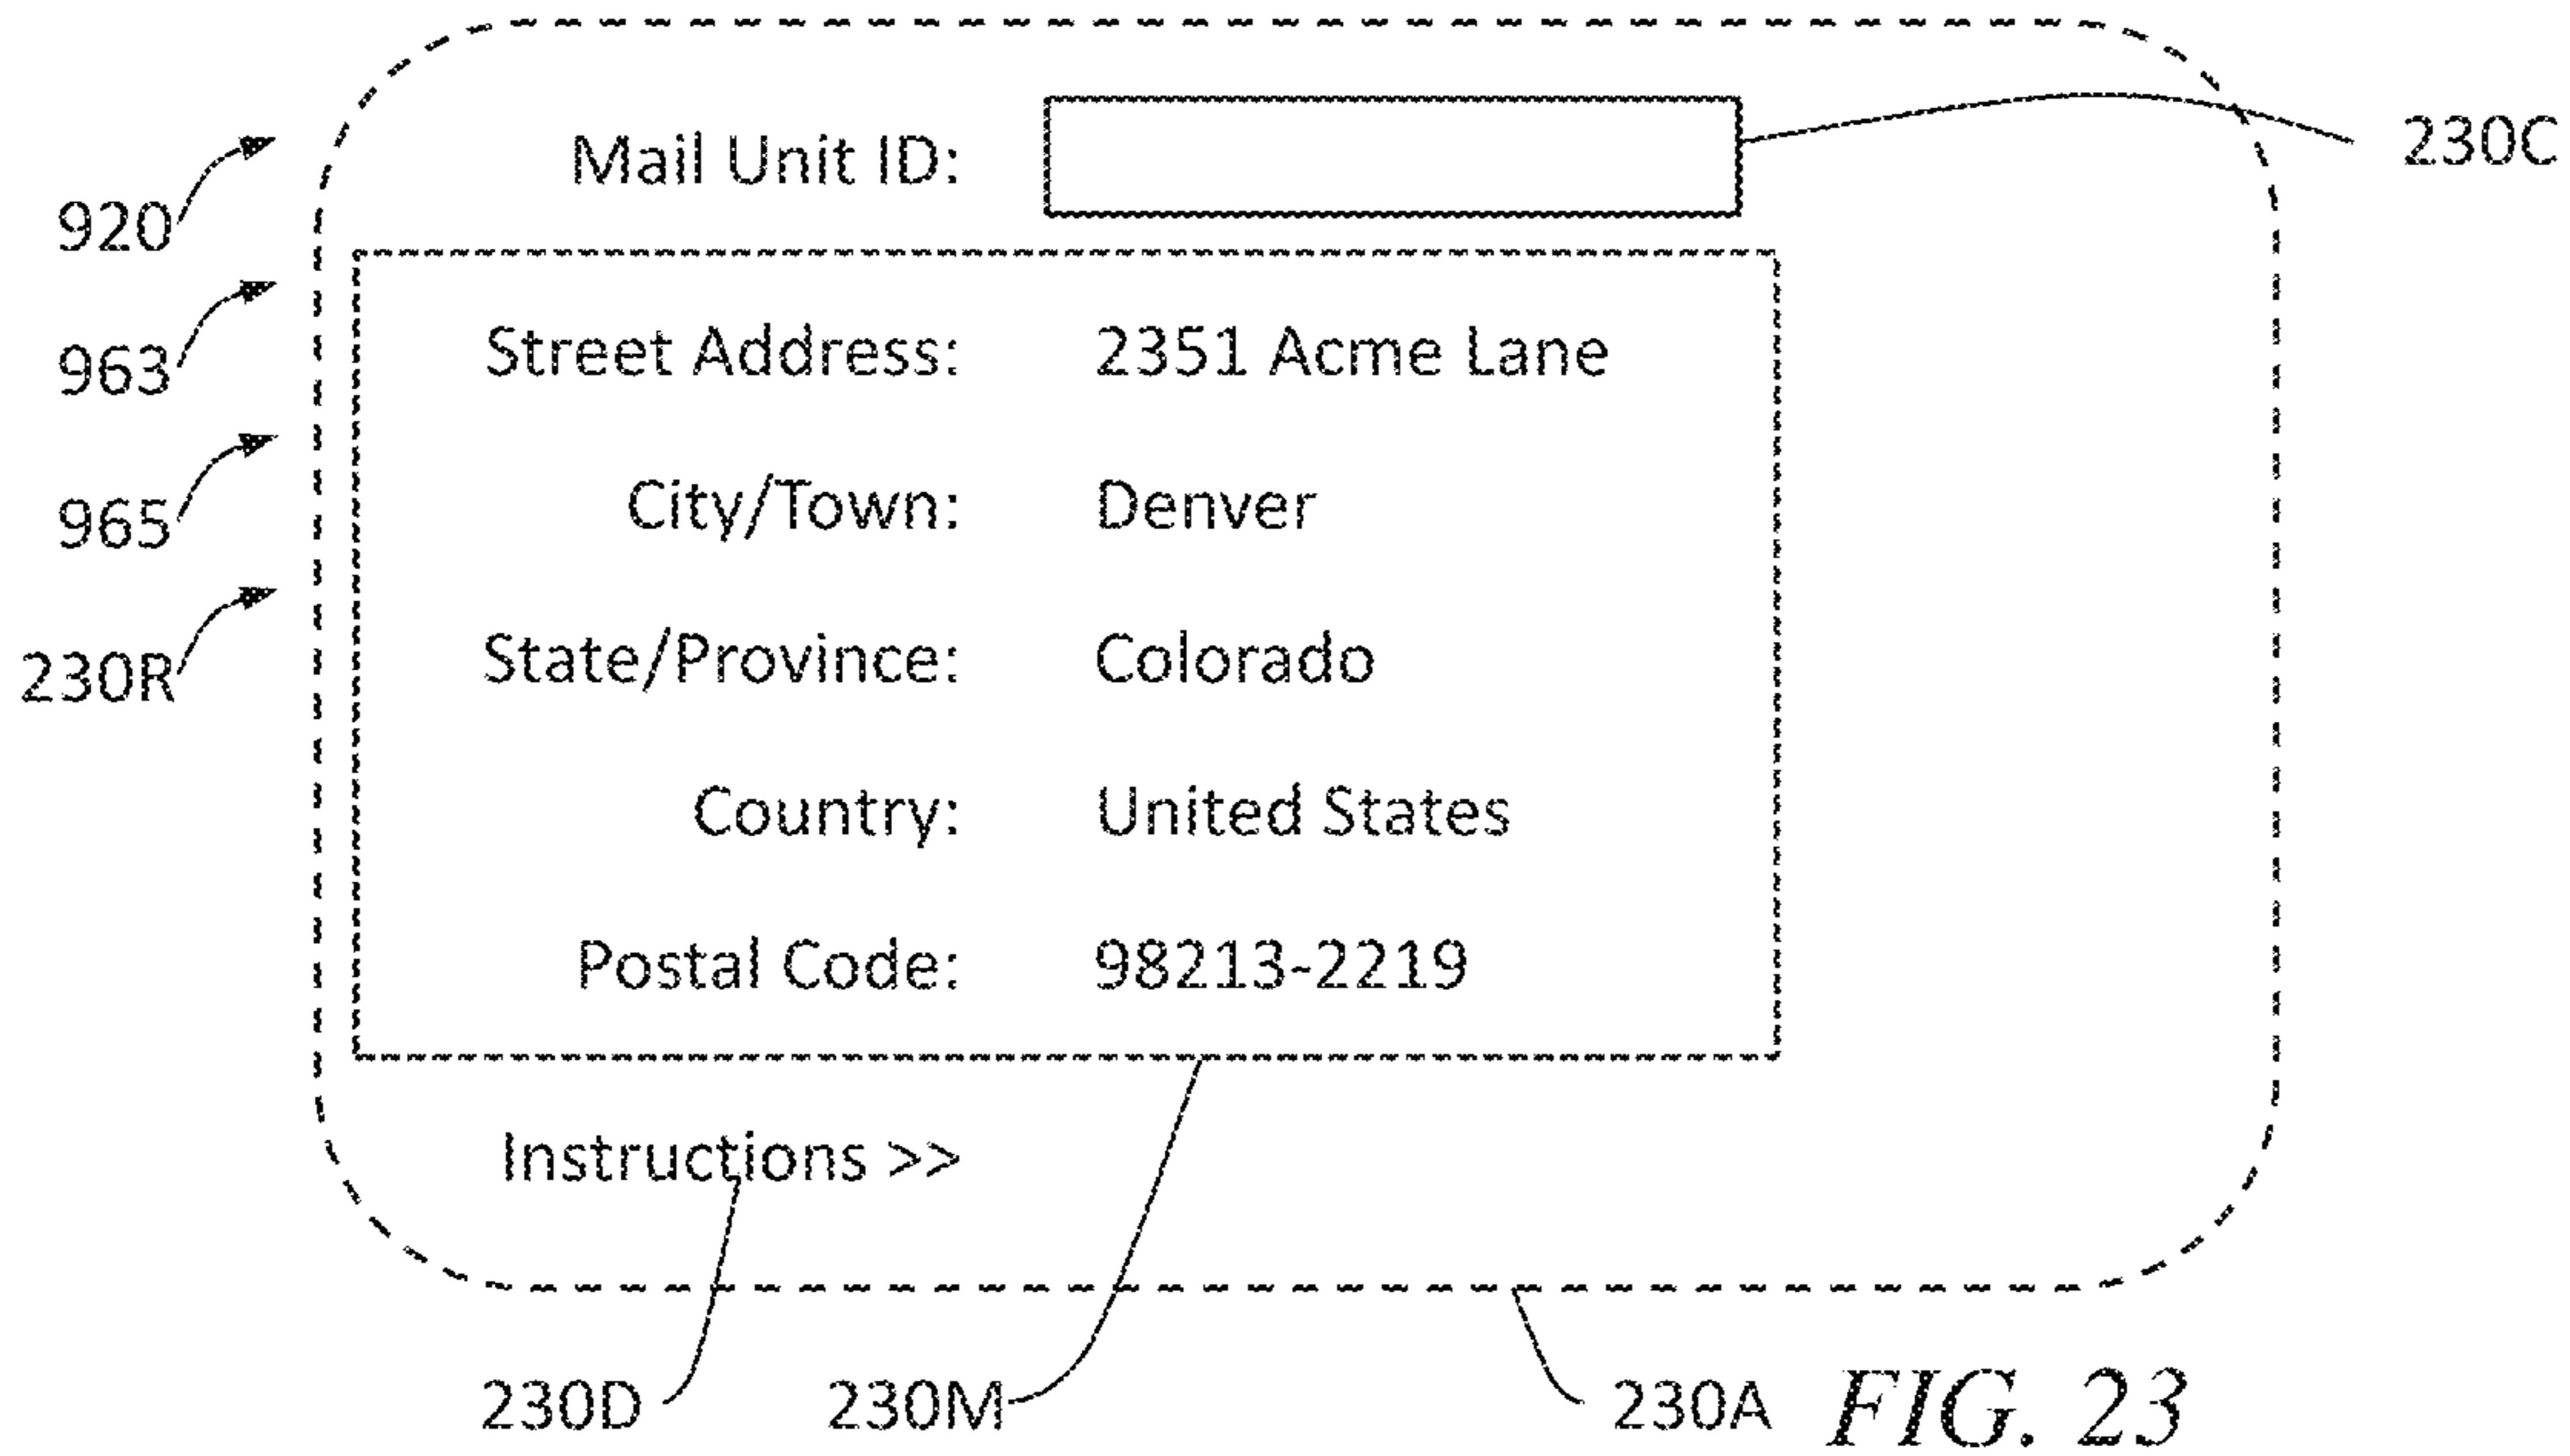 Mail Unit ID:
230C
920
963
Street Address: 2351 Acme Lane
965
City/Town: Denver
230R
State/Province: Colorado
Country: United States
Postal Code: 98213-2219
Instructions >>
230D 230M 230A FIG. 23